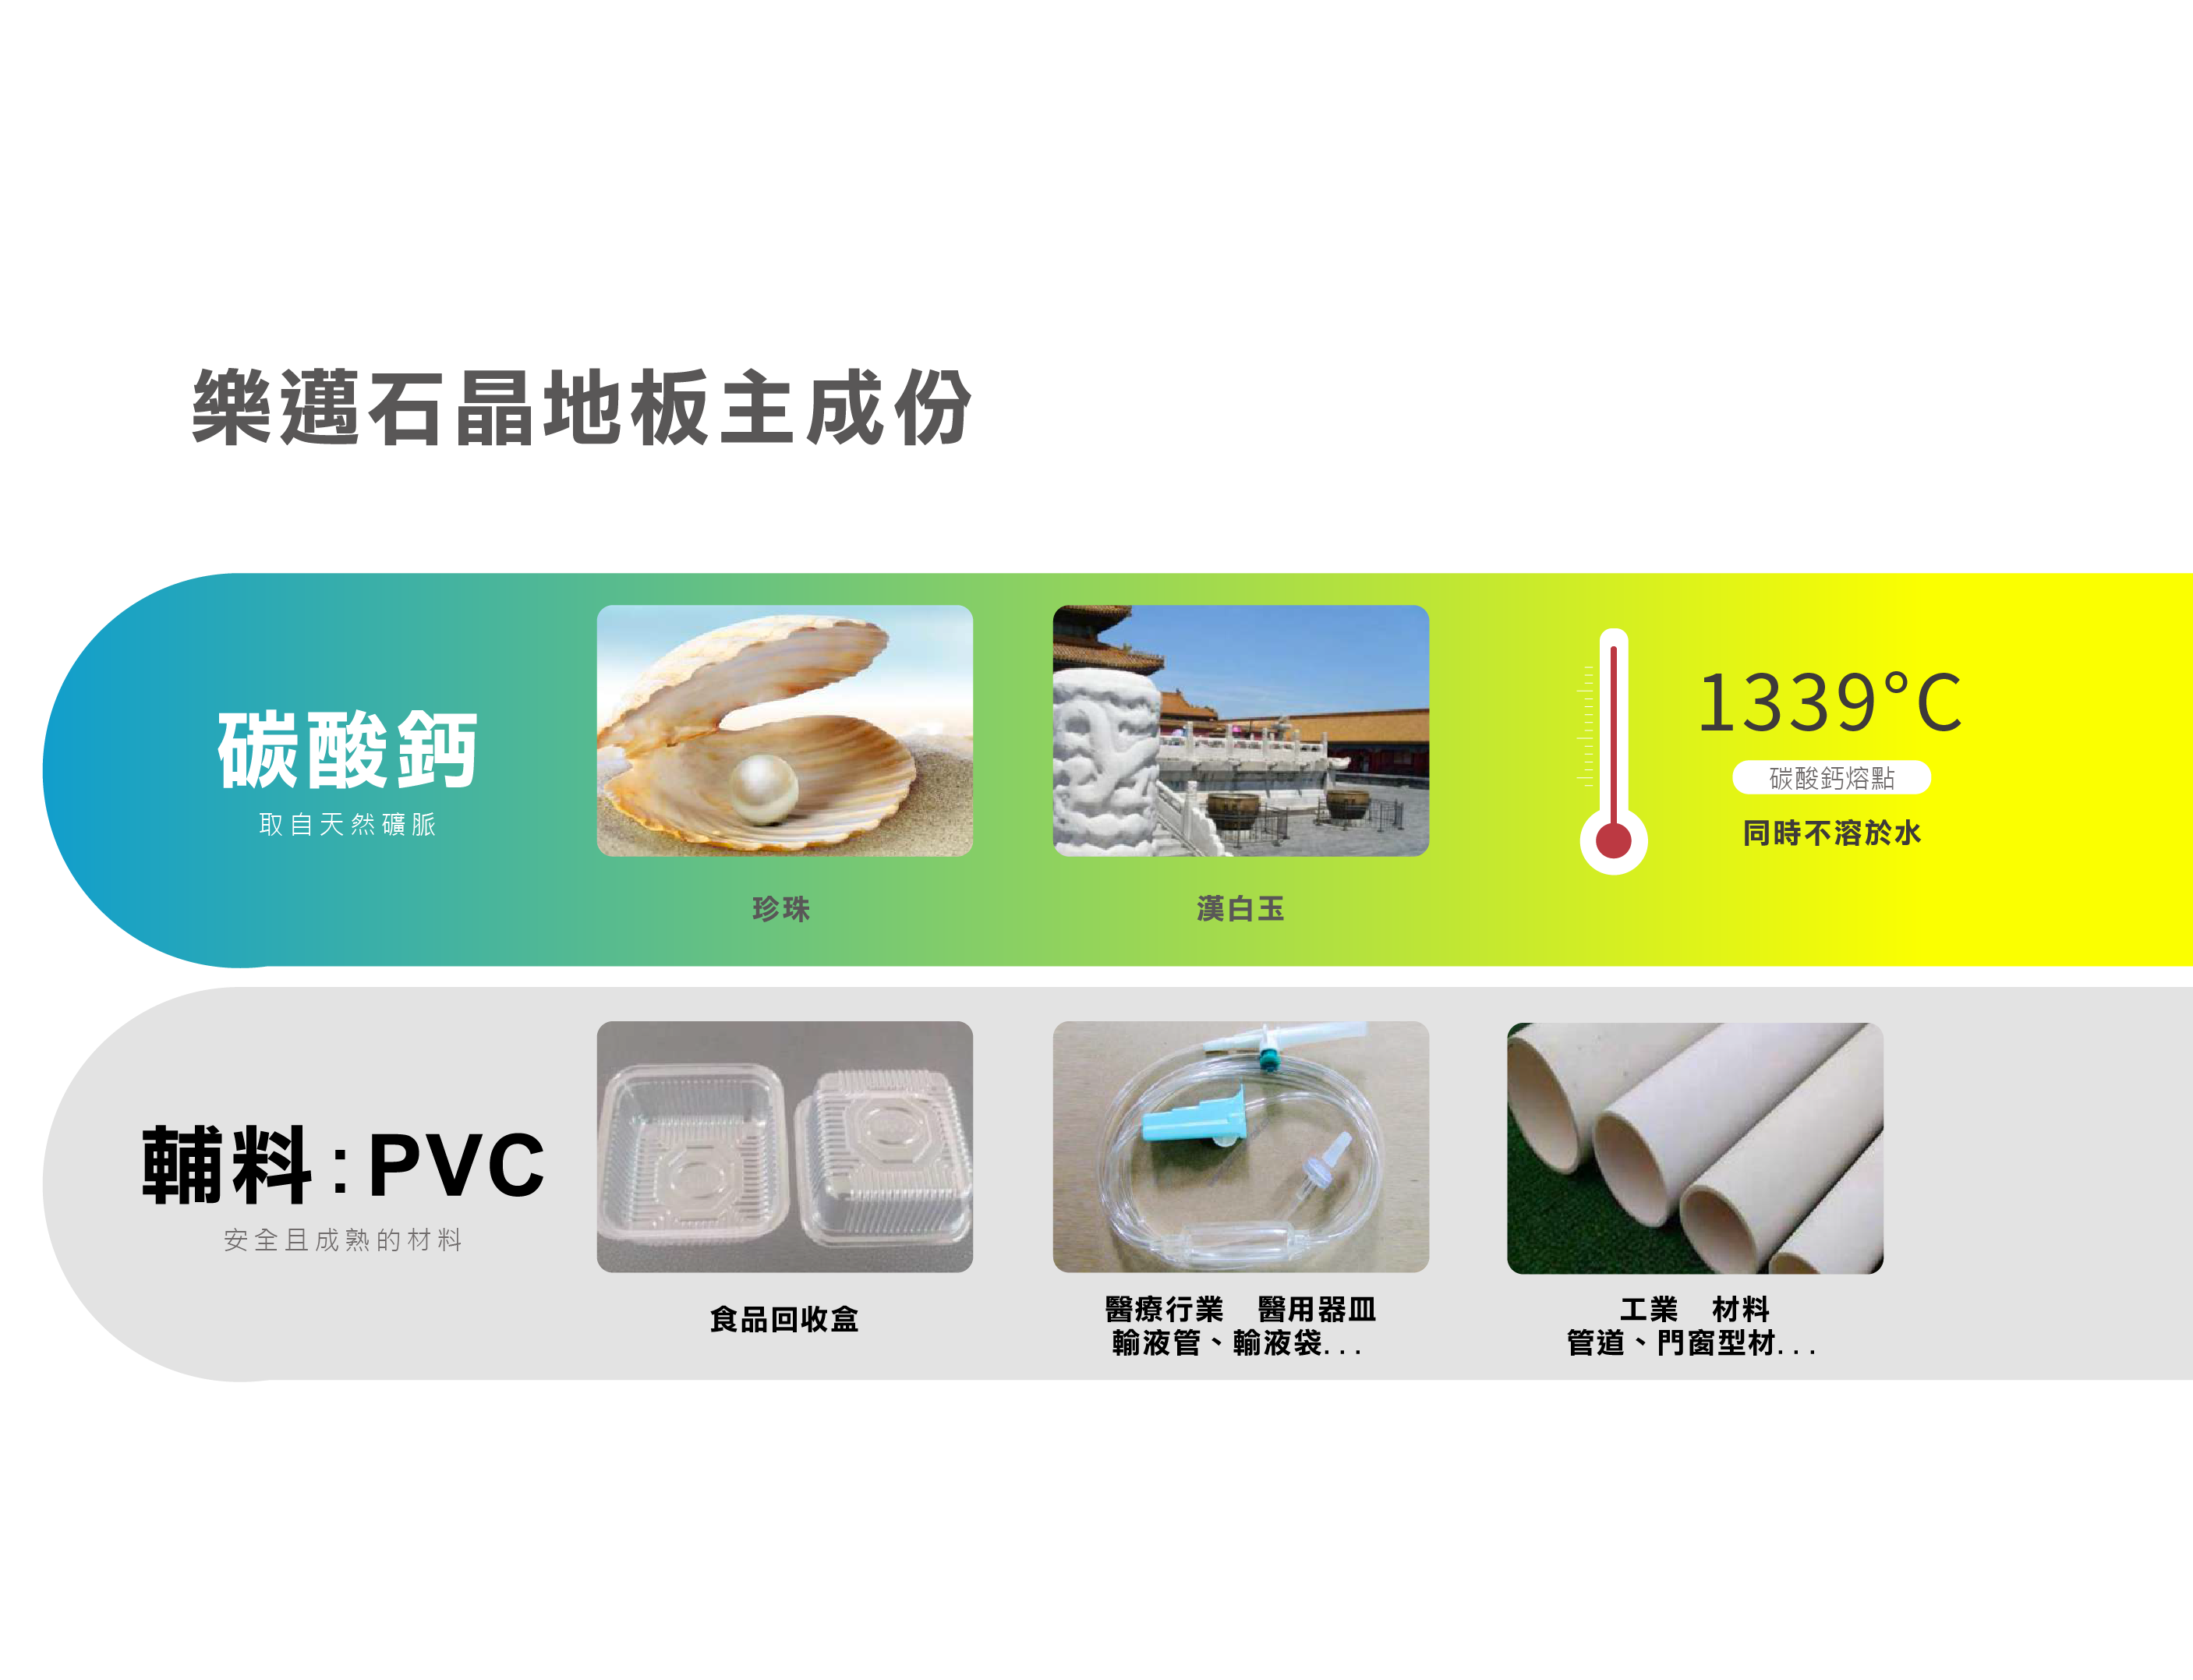 樂邁石晶地板主成份
碳酸鈣
取自天然礦脈
珍珠
漢白玉
1339°C
碳酸鈣熔點
同時不溶於水
輔料:PVC
安全且成熟的材料
食品回收盒
醫療行業　醫用器皿
輸液管、輸液袋...
工業　材料
管道、門窗型材...